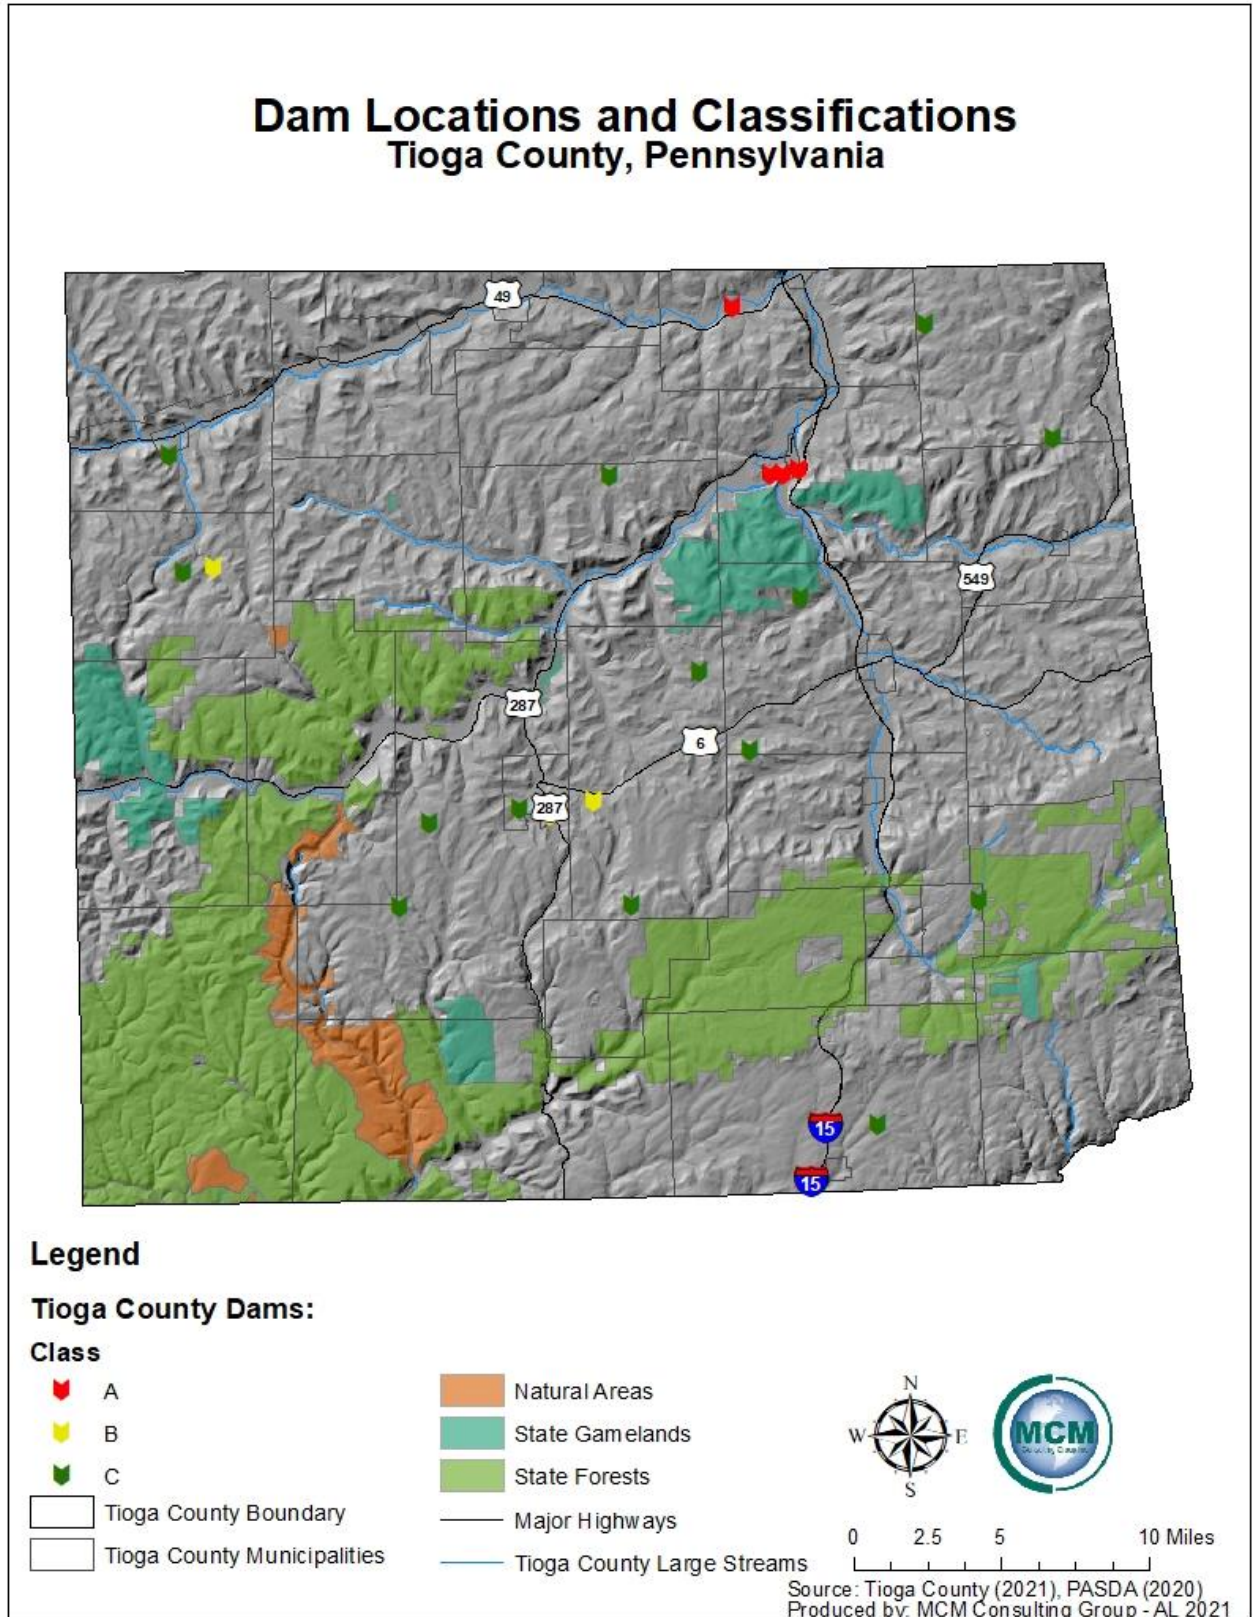 Dam Locations and Classifications
Tioga County, Pennsylvania
49
549
287
6
287
15
15
Legend
Tioga County Dams:
Class
A
B
C
Tioga County Boundary
Tioga County Municipalities
Natural Areas
State Gamelands
State Forests
Major Highways
Tioga County Large Streams
N
W E
S
MCM
0 2.5 5 10 Miles
Source: Tioga County (2021), PASDA (2020)
Produced by: MCM Consulting Group - AL 2021